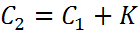 C₂ = C₁ + K